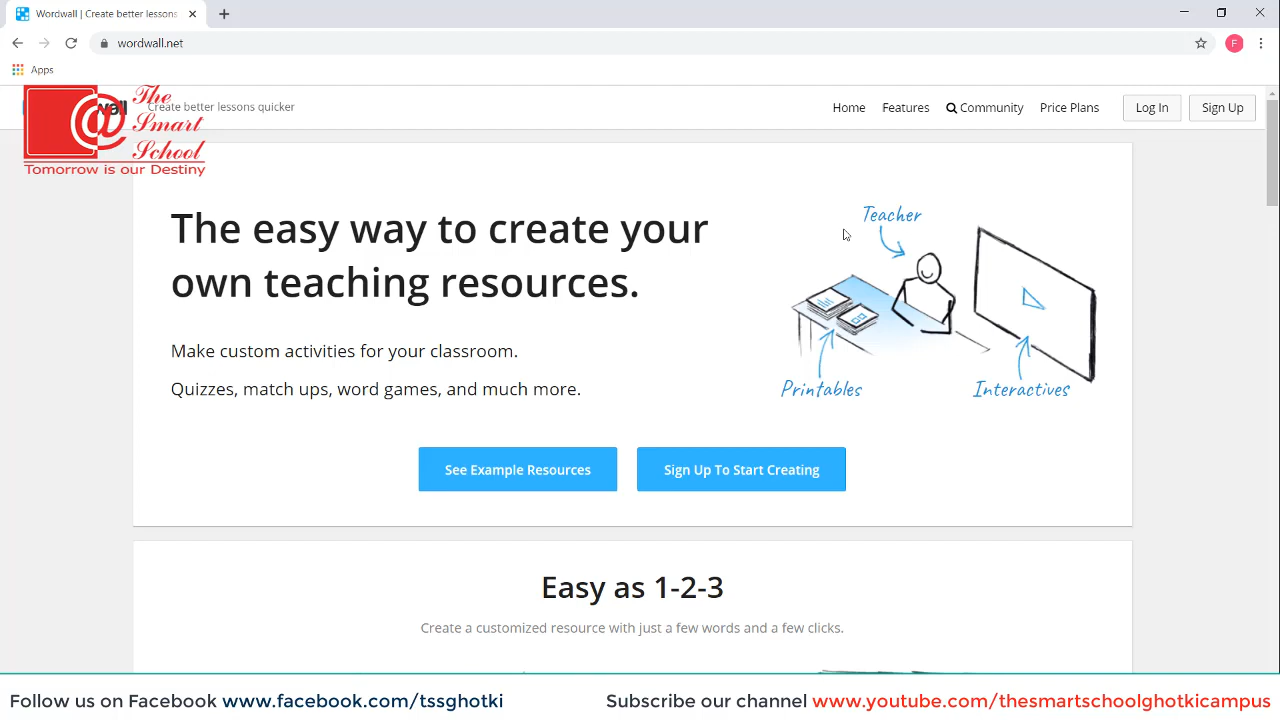 Wordwall | Create better lessons
wordwall.net
F
Apps
wall
Create better lessons quicker
Home
Features
Community
Price Plans
Log In
Sign Up
@
The
Smart
School
Tomorrow is our Destiny
The easy way to create your
own teaching resources.
Make custom activities for your classroom.
Quizzes, match ups, word games, and much more.
Teacher
Printables
Interactives
See Example Resources
Sign Up To Start Creating
Easy as 1-2-3
Create a customized resource with just a few words and a few clicks.
Follow us on Facebook www.facebook.com/tssghotki
Subscribe our channel www.youtube.com/thesmartschoolghotkicampus